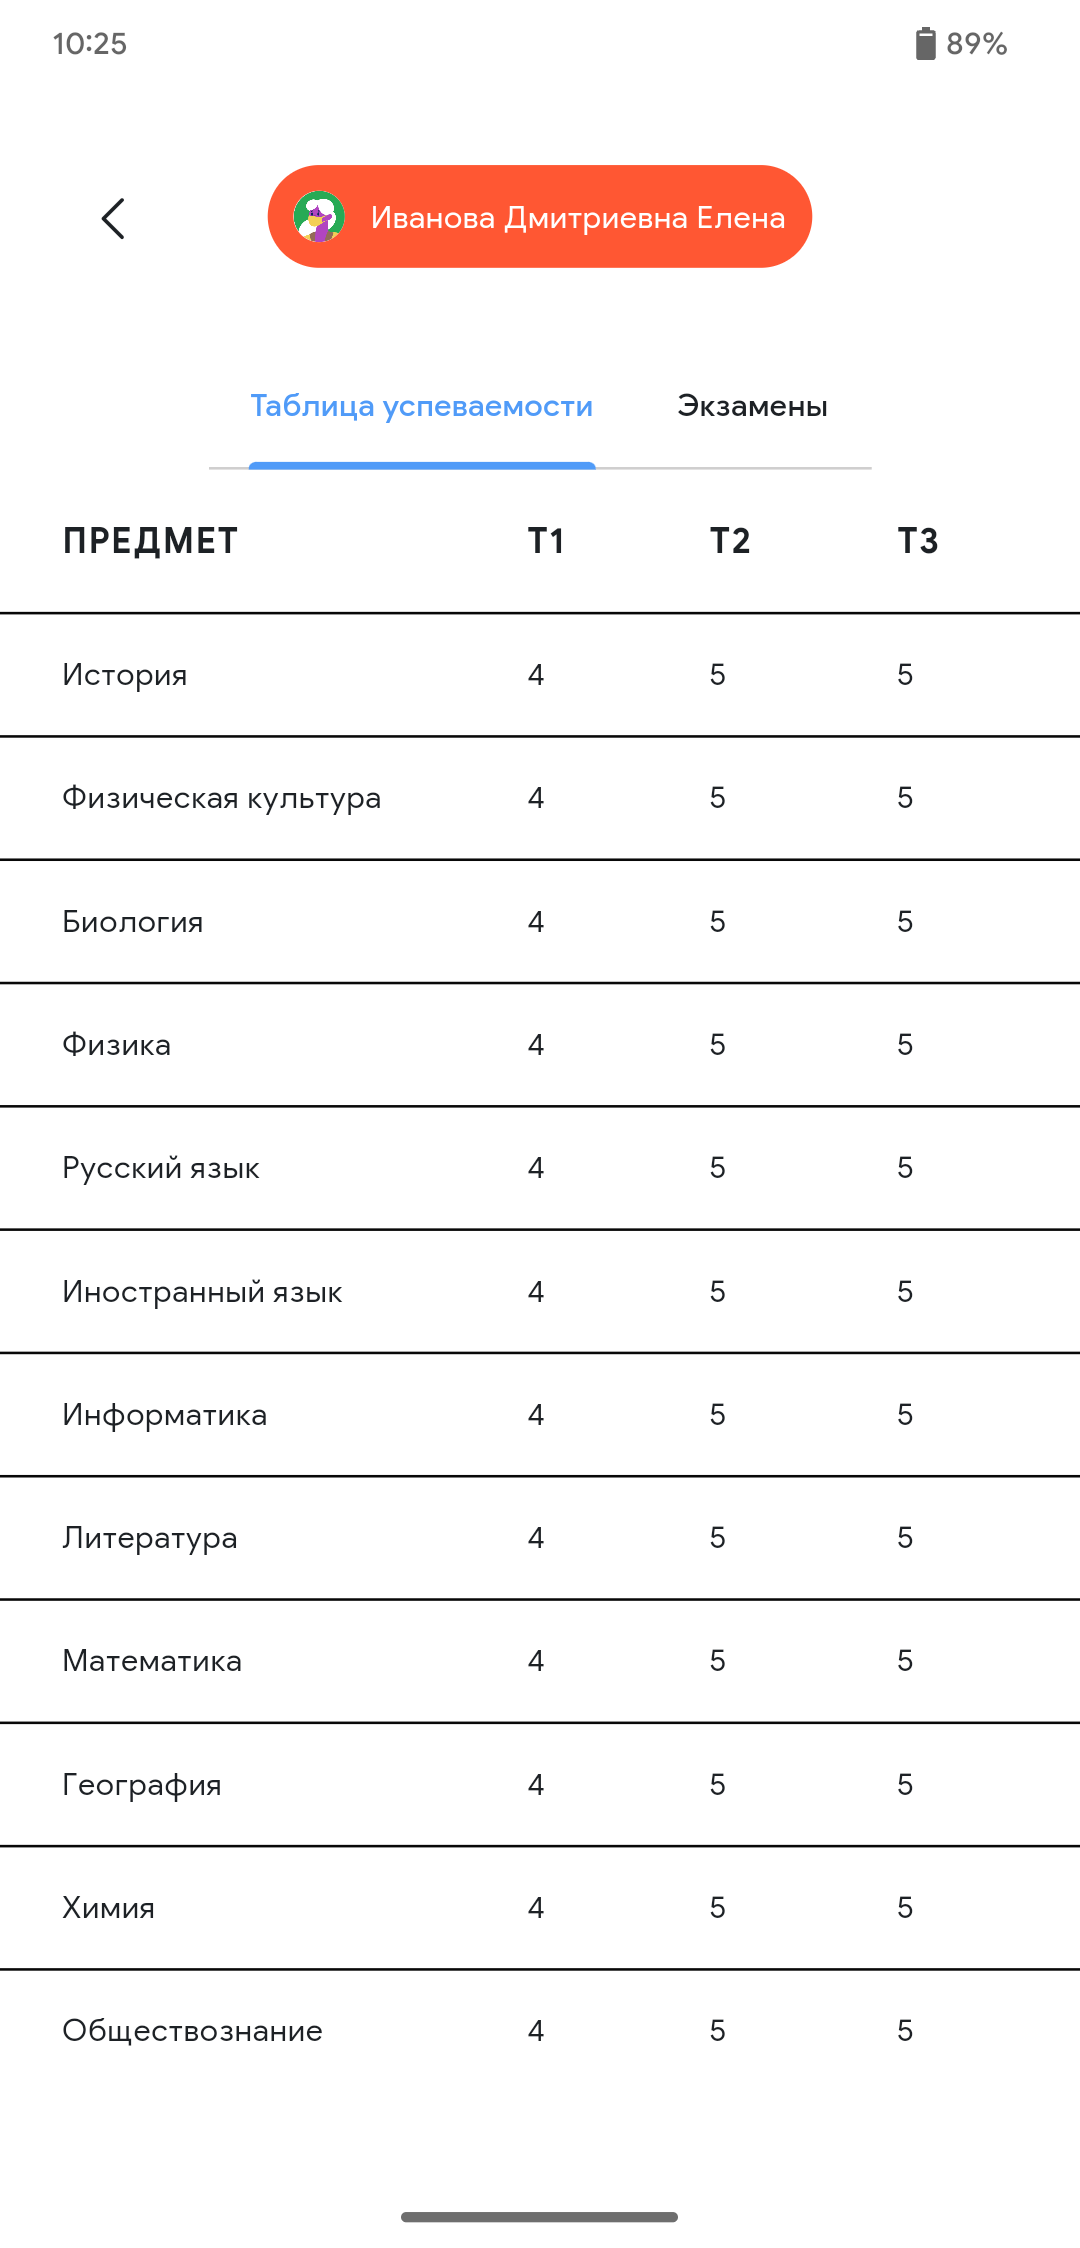 10:25 89%
Иванова Дмитриевна Елена
Таблица успеваемости Экзамены
ПРЕДМЕТ Т1 Т2 Т3
История 4 5 5
Физическая культура 4 5 5
Биология 4 5 5
Физика 4 5 5
Русский язык 4 5 5
Иностранный язык 4 5 5
Информатика 4 5 5
Литература 4 5 5
Математика 4 5 5
География 4 5 5
Химия 4 5 5
Обществознание 4 5 5